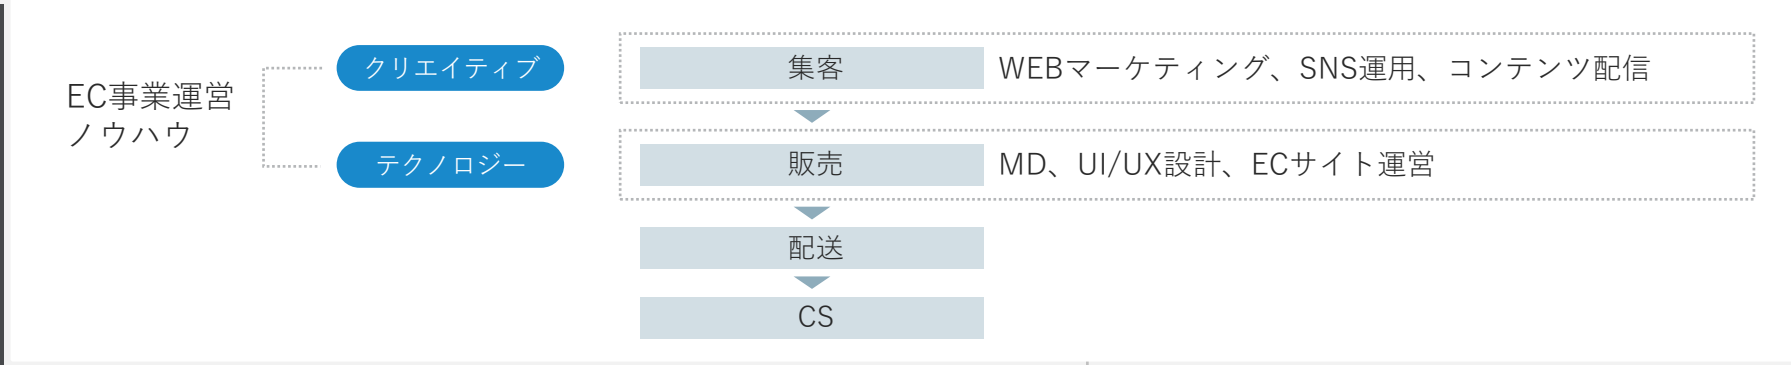 EC事業運営
ノウハウ
クリエイティブ
テクノロジー
集客
WEBマーケティング、SNS運用、コンテンツ配信
販売
MD、UI/UX設計、ECサイト運営
配送
CS